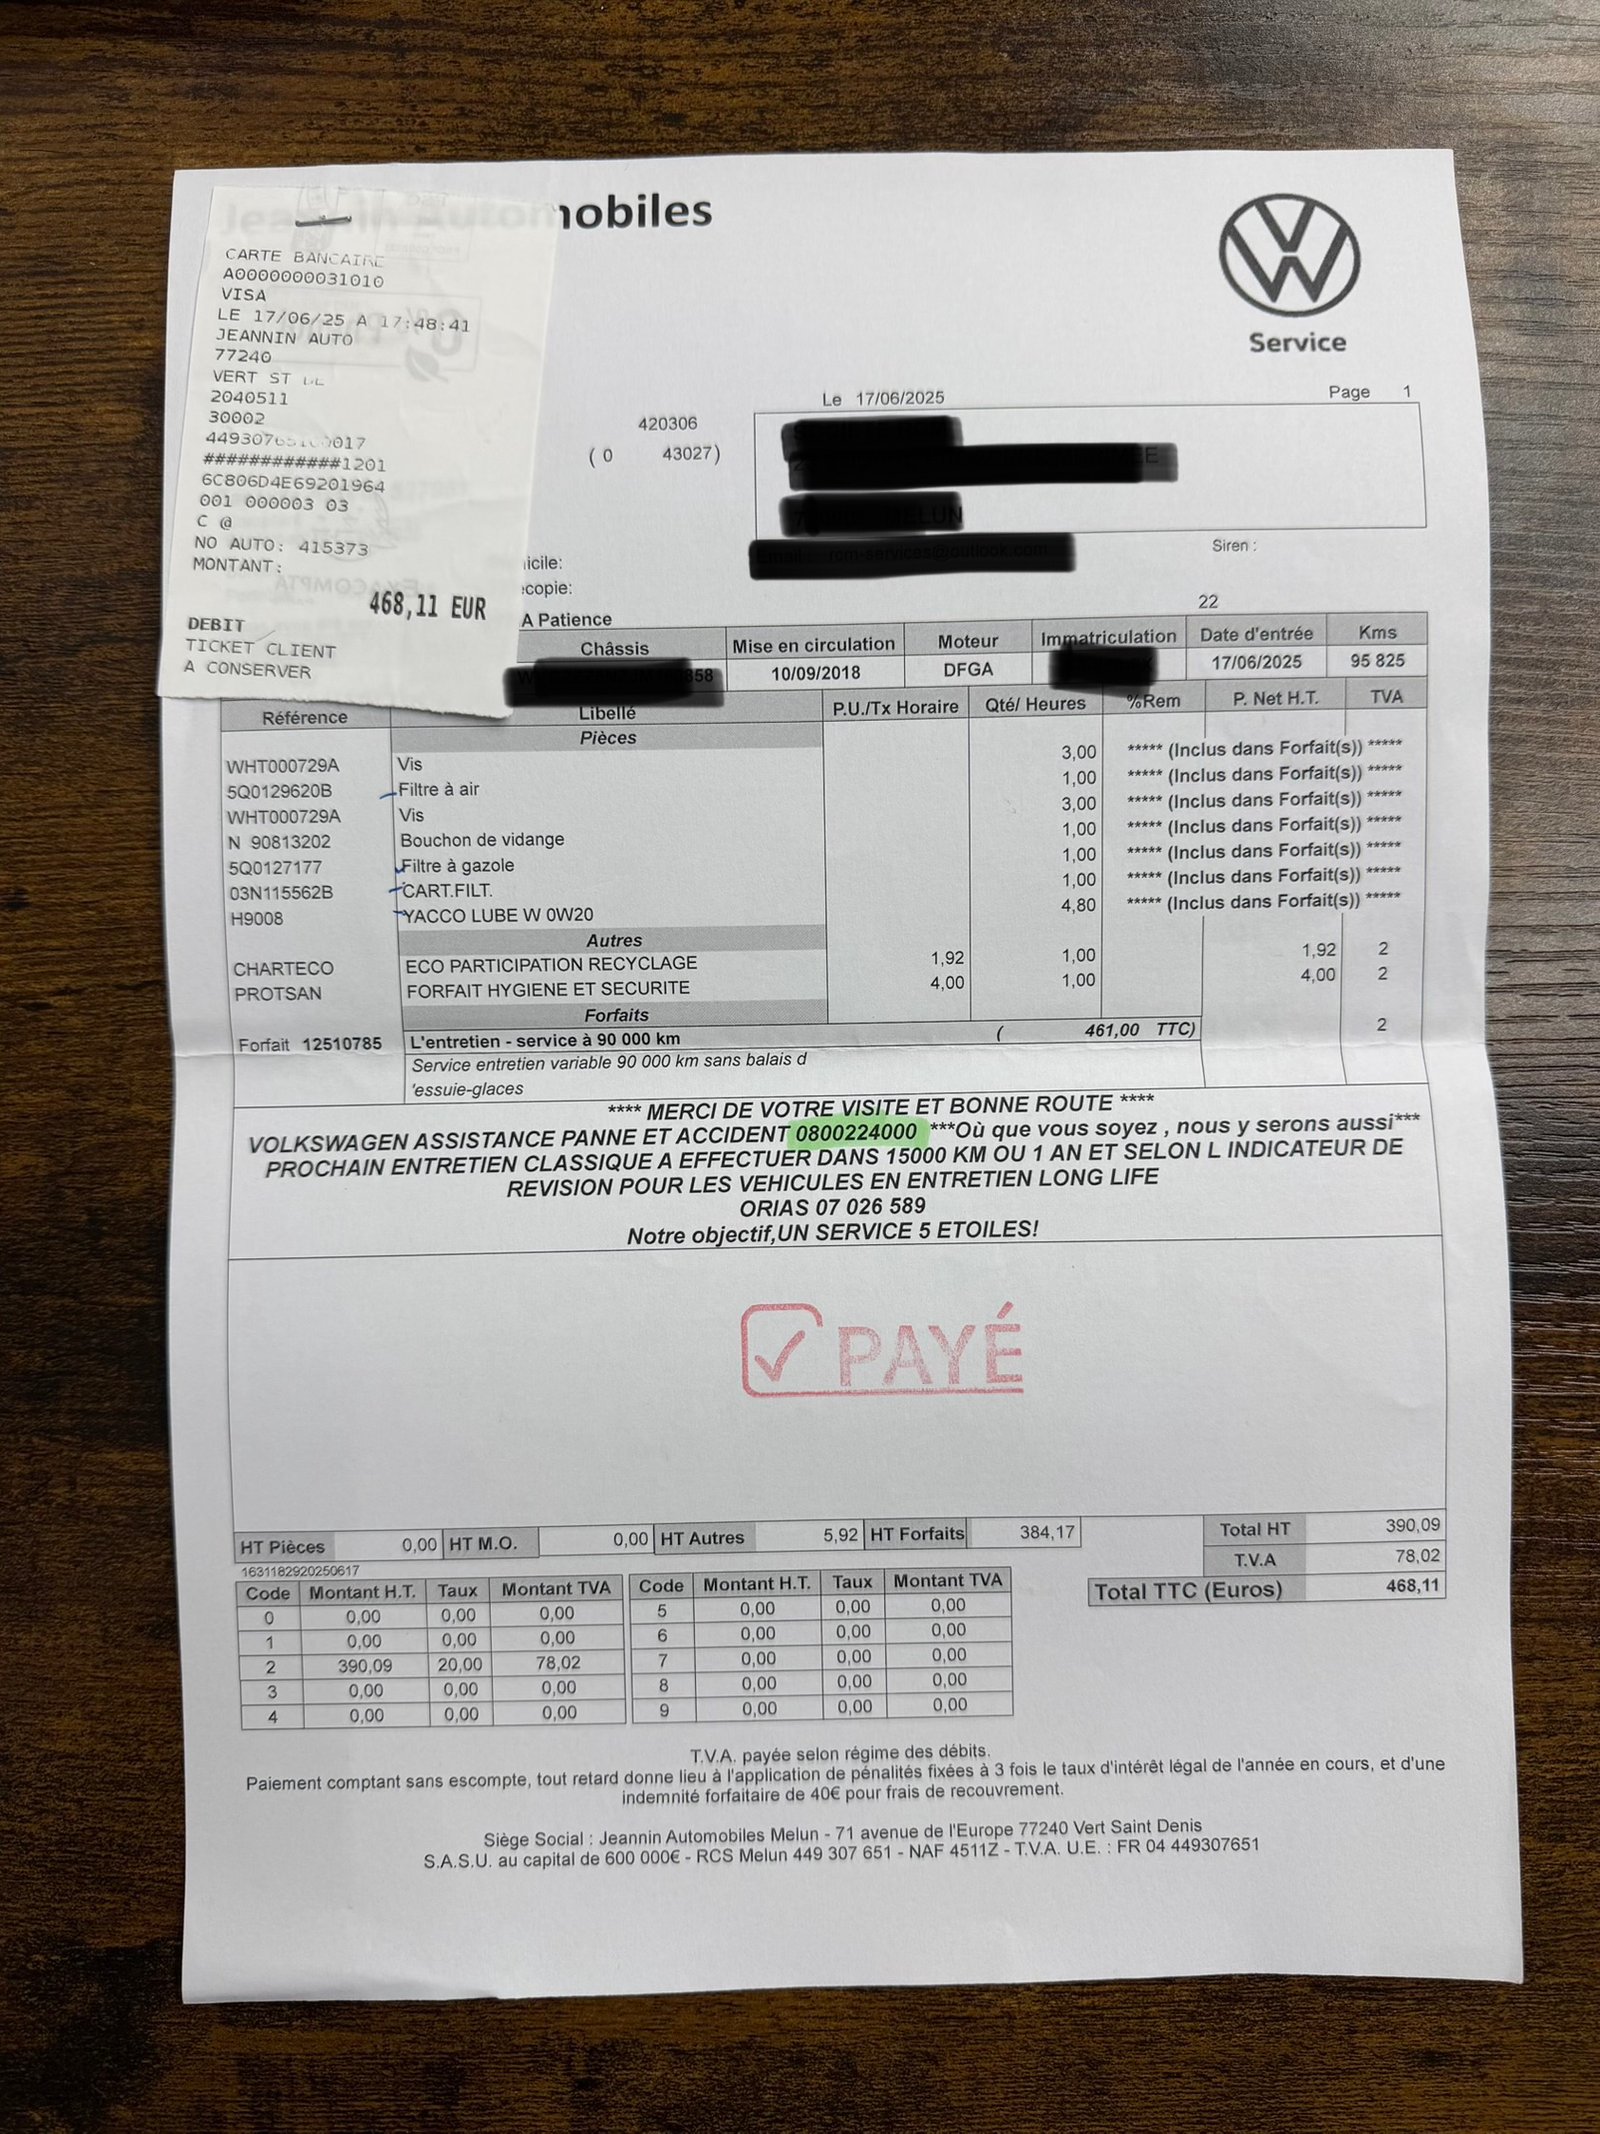 nobiles
Service
CARTE BANCAIRE
A0000000031010
VISA
LE 17/06/25 A 17:48:41
JEANNIN AUTO
77240
VERT ST
2040511
30002
############1201
6C806D4E69201964
001 000003 03
C @
NO AUTO: 415373
MONTANT:
468,11 EUR
DEBIT
TICKET CLIENT
A CONSERVER
Le 17/06/2025 Page 1
420306
( 0 43027)
Siren :
icile:
copie:
A Patience 22
Châssis Mise en circulation Moteur Immatriculation Date d'entrée Kms
10/09/2018 DFGA 17/06/2025 95 825
Référence Libellé P.U./Tx Horaire Qté/ Heures %Rem P. Net H.T. TVA
Pièces
WHT000729A Vis 3,00 ***** (Inclus dans Forfait(s)) *****
5Q0129620B Filtre à air 1,00 ***** (Inclus dans Forfait(s)) *****
WHT000729A Vis 3,00 ***** (Inclus dans Forfait(s)) *****
N 90813202 Bouchon de vidange 1,00 ***** (Inclus dans Forfait(s)) *****
5Q0127177 Filtre à gazole 1,00 ***** (Inclus dans Forfait(s)) *****
03N115562B CART.FILT. 1,00 ***** (Inclus dans Forfait(s)) *****
H9008 YACCO LUBE W 0W20 4,80 ***** (Inclus dans Forfait(s)) *****
Autres
CHARTECO ECO PARTICIPATION RECYCLAGE 1,92 1,00 1,92 2
PROTSAN FORFAIT HYGIENE ET SECURITE 4,00 1,00 4,00 2
Forfaits
Forfait 12510785 L'entretien - service à 90 000 km ( 461,00 TTC) 2
Service entretien variable 90 000 km sans balais d
'essuie-glaces
**** MERCI DE VOTRE VISITE ET BONNE ROUTE ****
VOLKSWAGEN ASSISTANCE PANNE ET ACCIDENT 0800224000 ***Où que vous soyez , nous y serons aussi***
PROCHAIN ENTRETIEN CLASSIQUE A EFFECTUER DANS 15000 KM OU 1 AN ET SELON L INDICATEUR DE
REVISION POUR LES VEHICULES EN ENTRETIEN LONG LIFE
ORIAS 07 026 589
Notre objectif,UN SERVICE 5 ETOILES!
PAYÉ
HT Pièces 0,00 HT M.O. 0,00 HT Autres 5,92 HT Forfaits 384,17 Total HT 390,09
T.V.A 78,02
Total TTC (Euros) 468,11
1631182920250617
Code Montant H.T. Taux Montant TVA Code Montant H.T. Taux Montant TVA
0 0,00 0,00 0,00 5 0,00 0,00 0,00
1 0,00 0,00 0,00 6 0,00 0,00 0,00
2 390,09 20,00 78,02 7 0,00 0,00 0,00
3 0,00 0,00 0,00 8 0,00 0,00 0,00
4 0,00 0,00 0,00 9 0,00 0,00 0,00
T.V.A. payée selon régime des débits.
Paiement comptant sans escompte, tout retard donne lieu à l'application de pénalités fixées à 3 fois le taux d'intérêt légal de l'année en cours, et d'une
indemnité forfaitaire de 40€ pour frais de recouvrement.
Siège Social : Jeannin Automobiles Melun - 71 avenue de l'Europe 77240 Vert Saint Denis
S.A.S.U. au capital de 600 000€ - RCS Melun 449 307 651 - NAF 4511Z - T.V.A. U.E. : FR 04 449307651